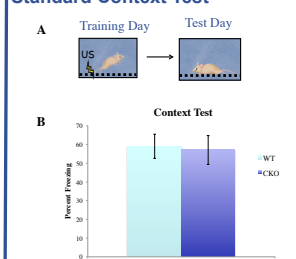 Standard Context Test
A
Training Day
Test Day
US
B
Context Test
Percent Freezing
70
60
50
40
30
20
10
0
WT
CKO